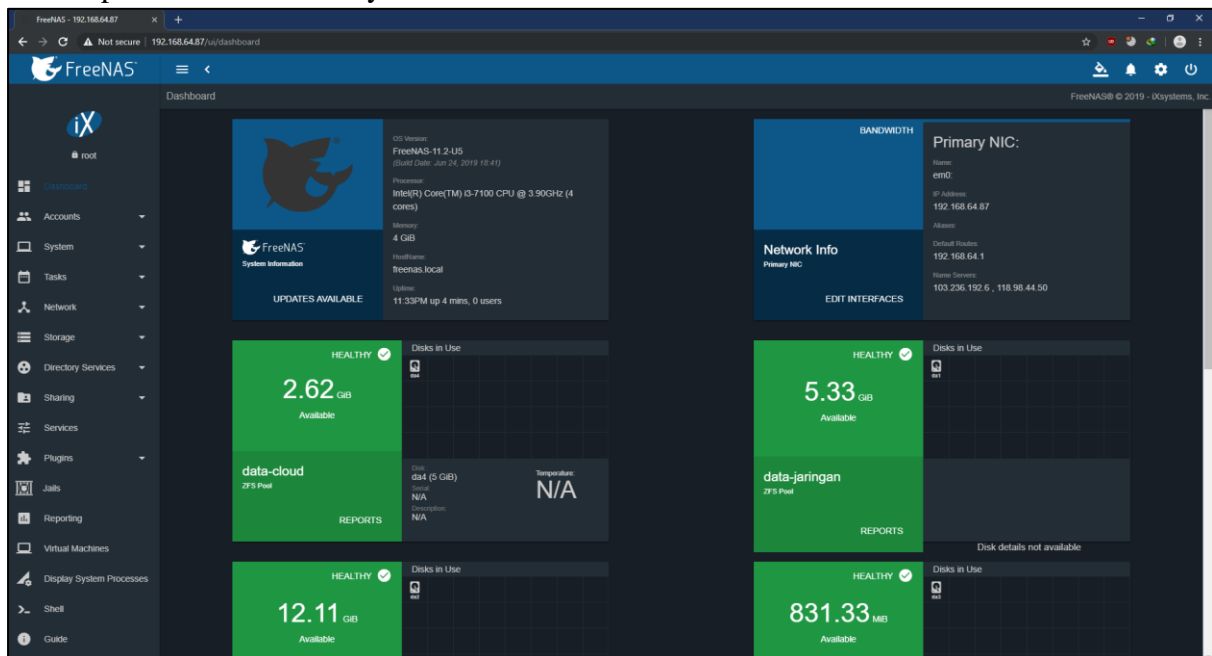 FreeNAS - 192.168.64.87
Not secure | 192.168.64.87/ui/dashboard
FreeNAS
Dashboard
FreeNAS® © 2019 - iXsystems, Inc.
iX
root
Dashboard
Accounts
System
Tasks
Network
Storage
Directory Services
Sharing
Services
Plugins
Jails
Reporting
Virtual Machines
Display System Processes
Shell
Guide
FreeNAS
System Information
UPDATES AVAILABLE
OS Version:
FreeNAS-11.2-U5
(Build Date: Jun 24, 2019 18:41)
Processor:
Intel(R) Core(TM) i3-7100 CPU @ 3.90GHz (4
cores)
Memory:
4 GiB
HostName:
freenas.local
Uptime:
11:33PM up 4 mins, 0 users
BANDWIDTH
Network Info
Primary NIC
EDIT INTERFACES
Primary NIC:
Name:
em0:
IP Address:
192.168.64.87
Aliases:
Default Routes:
192.168.64.1
Name Servers:
103.236.192.6 , 118.98.44.50
HEALTHY
2.62 GiB
Available
data-cloud
ZFS Pool
REPORTS
Disks in Use
da4
Disk:
da4 (5 GiB)
Serial:
N/A
Description:
N/A
Temperature:
N/A
HEALTHY
5.33 GiB
Available
data-jaringan
ZFS Pool
REPORTS
Disks in Use
da1
Disk details not available
HEALTHY
12.11 GiB
Available
Disks in Use
da2
HEALTHY
831.33 MiB
Available
Disks in Use
da3